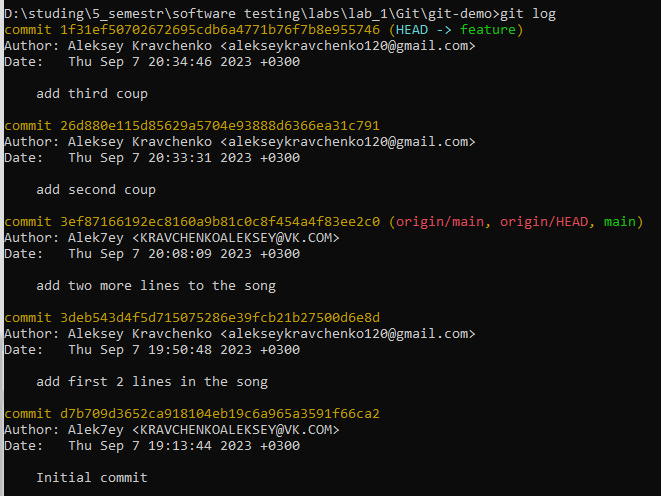 D:\studing\5_semestr\software testing\labs\lab_1\Git\git-demo>git log
commit 1f31ef50702672695cdb6a4771b76f7b8e955746 (HEAD -> feature)
Author: Aleksey Kravchenko <alekseykravchenko120@gmail.com>
Date:   Thu Sep 7 20:34:46 2023 +0300
add third coup
commit 26d880e115d85629a5704e93888d6366ea31c791
Author: Aleksey Kravchenko <alekseykravchenko120@gmail.com>
Date:   Thu Sep 7 20:33:31 2023 +0300
add second coup
commit 3ef87166192ec8160a9b81c0c8f454a4f83ee2c0 (origin/main, origin/HEAD, main)
Author: Alek7ey <KRAVCHENKOALEKSEY@VK.COM>
Date:   Thu Sep 7 20:08:09 2023 +0300
add two more lines to the song
commit 3deb543d4f5d715075286e39fcb21b27500d6e8d
Author: Aleksey Kravchenko <alekseykravchenko120@gmail.com>
Date:   Thu Sep 7 19:50:48 2023 +0300
add first 2 lines in the song
commit d7b709d3652ca918104eb19c6a965a3591f66ca2
Author: Alek7ey <KRAVCHENKOALEKSEY@VK.COM>
Date:   Thu Sep 7 19:13:44 2023 +0300
Initial commit